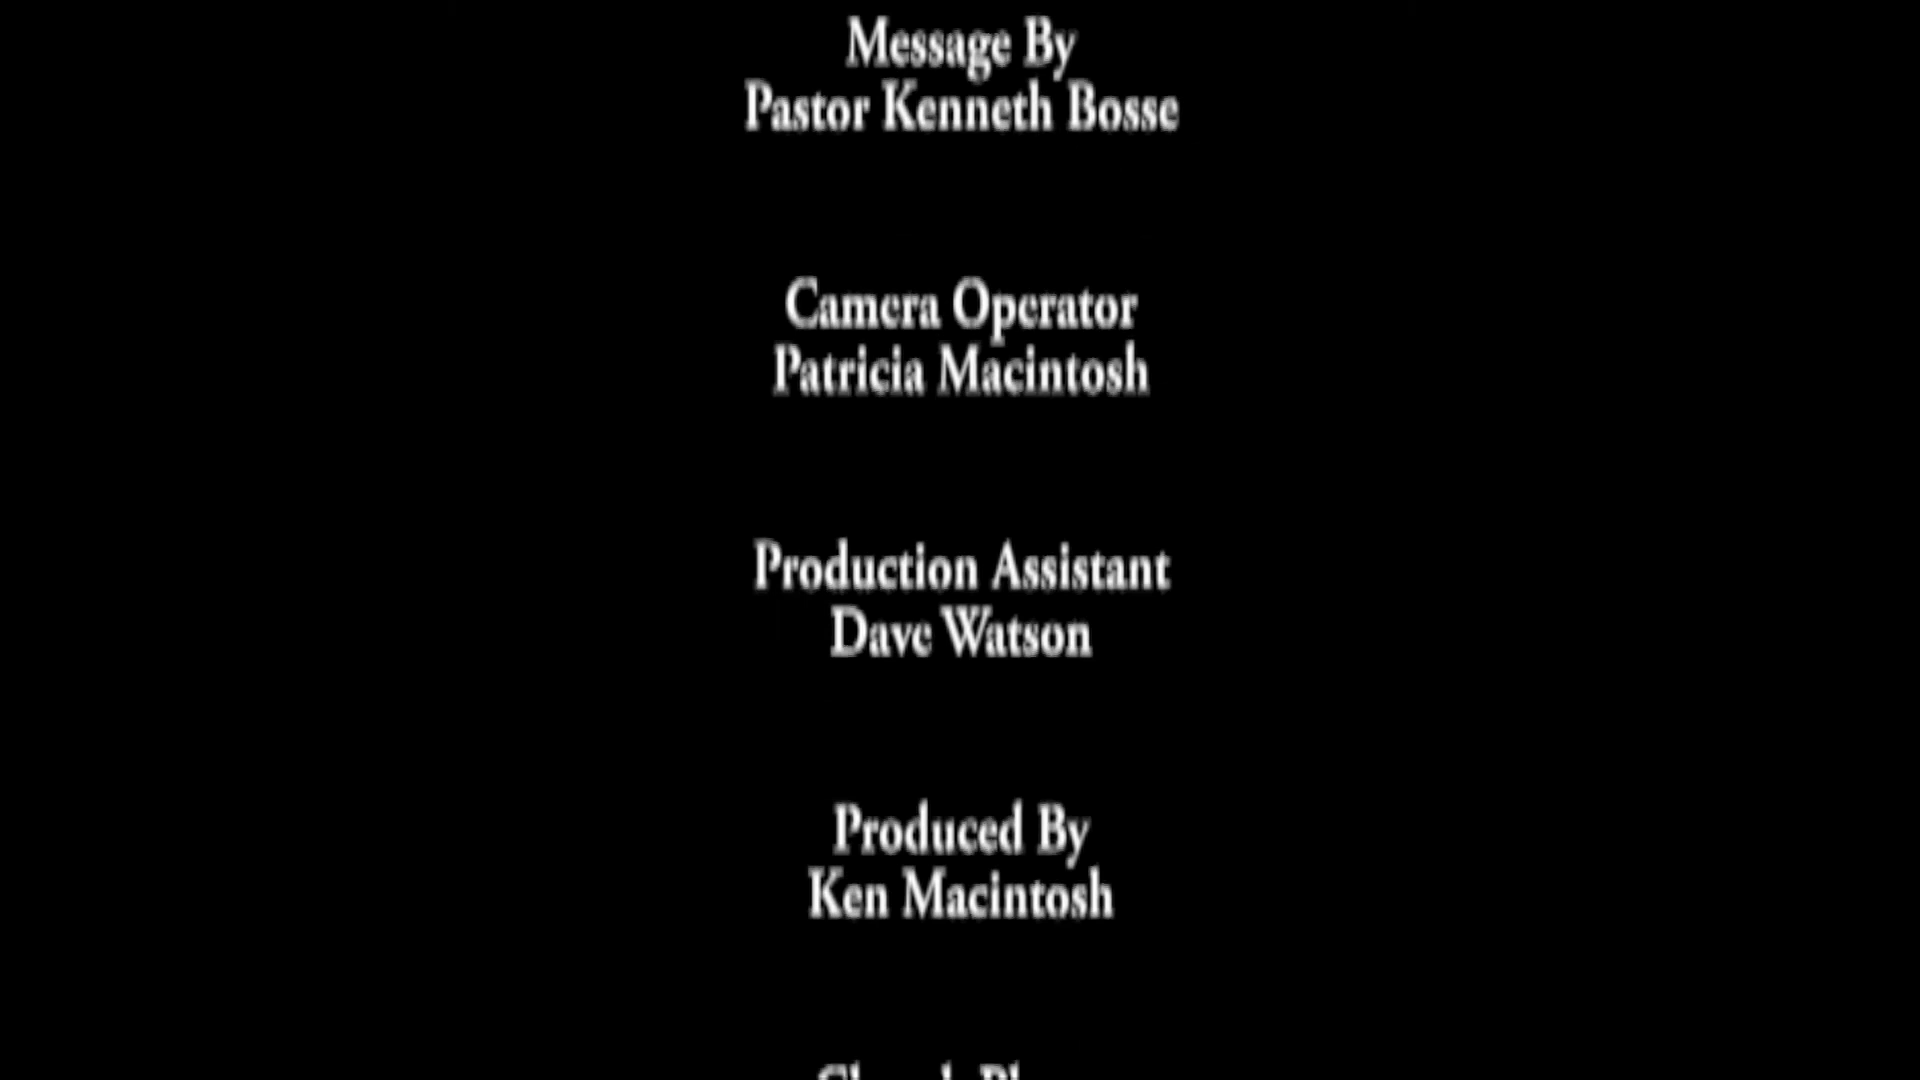 Message By
Pastor Kenneth Bosse
Camera Operator
Patricia Macintosh
Production Assistant
Dave Watson
Produced By
Ken Macintosh